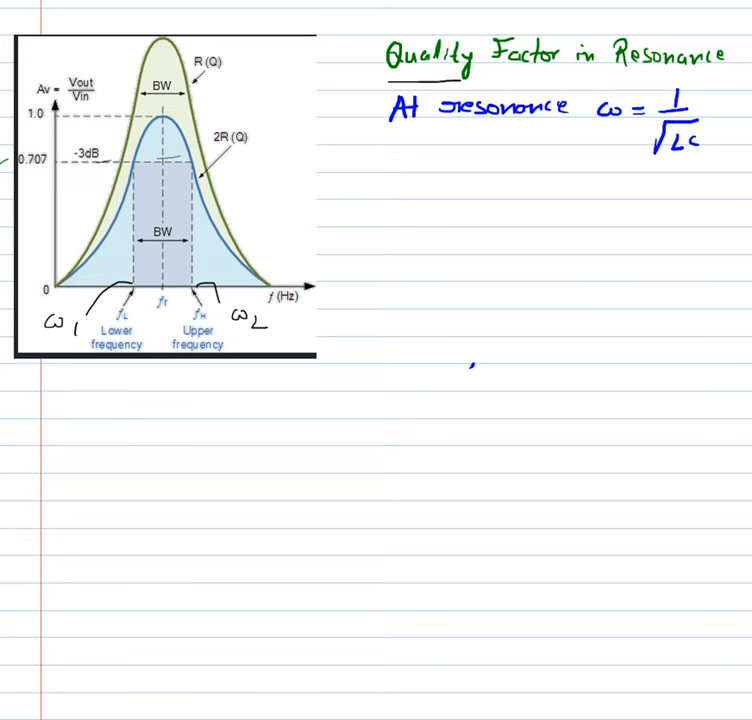 Quality Factor in Resonance
At resonance ω = 1/√LC
Av = Vout/Vin
R (Q)
BW
1.0
2R (Q)
0.707
-3dB
BW
0
f (Hz)
ω1
fL
fr
fH
ω2
Lower frequency
Upper frequency